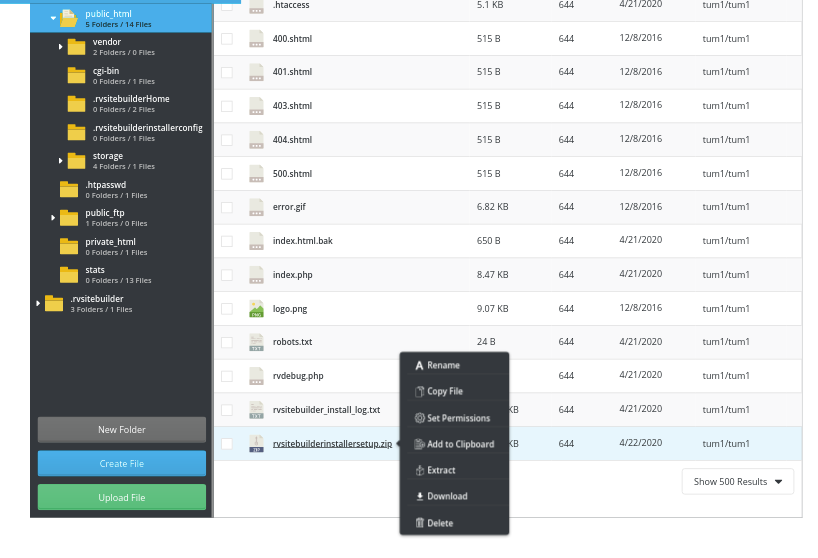 public_html
5 Folders / 14 Files
vendor
2 Folders / 0 Files
cgi-bin
0 Folders / 1 Files
.rvsitebuilderHome
0 Folders / 2 Files
.rvsitebuilderinstallerconfig
0 Folders / 1 Files
storage
4 Folders / 1 Files
.htpasswd
0 Folders / 1 Files
public_ftp
1 Folders / 0 Files
private_html
0 Folders / 1 Files
stats
0 Folders / 13 Files
.rvsitebuilder
3 Folders / 1 Files
New Folder
Create File
Upload File
.htaccess 5.1 KB 644 4/21/2020 tum1/tum1
400.shtml 515 B 644 12/8/2016 tum1/tum1
401.shtml 515 B 644 12/8/2016 tum1/tum1
403.shtml 515 B 644 12/8/2016 tum1/tum1
404.shtml 515 B 644 12/8/2016 tum1/tum1
500.shtml 515 B 644 12/8/2016 tum1/tum1
error.gif 6.82 KB 644 12/8/2016 tum1/tum1
index.html.bak 650 B 644 4/21/2020 tum1/tum1
index.php 8.47 KB 644 4/21/2020 tum1/tum1
PNG logo.png 9.07 KB 644 12/8/2016 tum1/tum1
TXT robots.txt 24 B 644 4/21/2020 tum1/tum1
rvdebug.php 644 4/21/2020 tum1/tum1
TXT rvsitebuilder_install_log.txt KB 644 4/21/2020 tum1/tum1
ZIP rvsitebuilderinstallersetup.zip KB 644 4/22/2020 tum1/tum1
A Rename
Copy File
Set Permissions
Add to Clipboard
Extract
Download
Delete
Show 500 Results